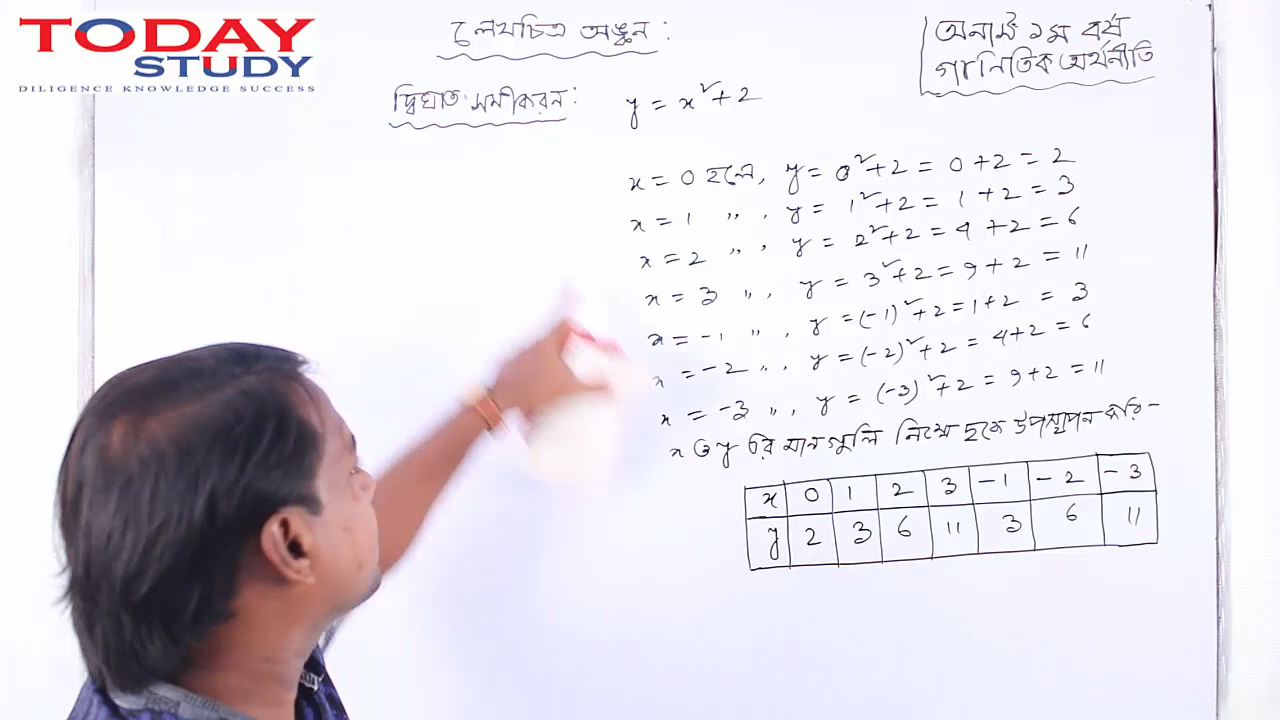 TODAY
STUDY
DILIGENCE KNOWLEDGE SUCCESS
লেখচিত্র অঙ্কন:
অনার্স ১ম বর্ষ
গাণিতিক অর্থনীতি
দ্বিঘাত সমীকরন: y = x² + 2
x = 0 হলে, y = 0² + 2 = 0 + 2 = 2
x = 1 ,, , y = 1² + 2 = 1 + 2 = 3
x = 2 ,, , y = 2² + 2 = 4 + 2 = 6
x = 3 ,, , y = 3² + 2 = 9 + 2 = 11
x = -1 ,, , y = (-1)² + 2 = 1 + 2 = 3
x = -2 ,, , y = (-2)² + 2 = 4 + 2 = 6
x = -3 ,, , y = (-3)² + 2 = 9 + 2 = 11
x ও y এর মান গুলি নিম্নে ছকে উপস্থাপন করি -
x 0 1 2 3 -1 -2 -3
y 2 3 6 11 3 6 11